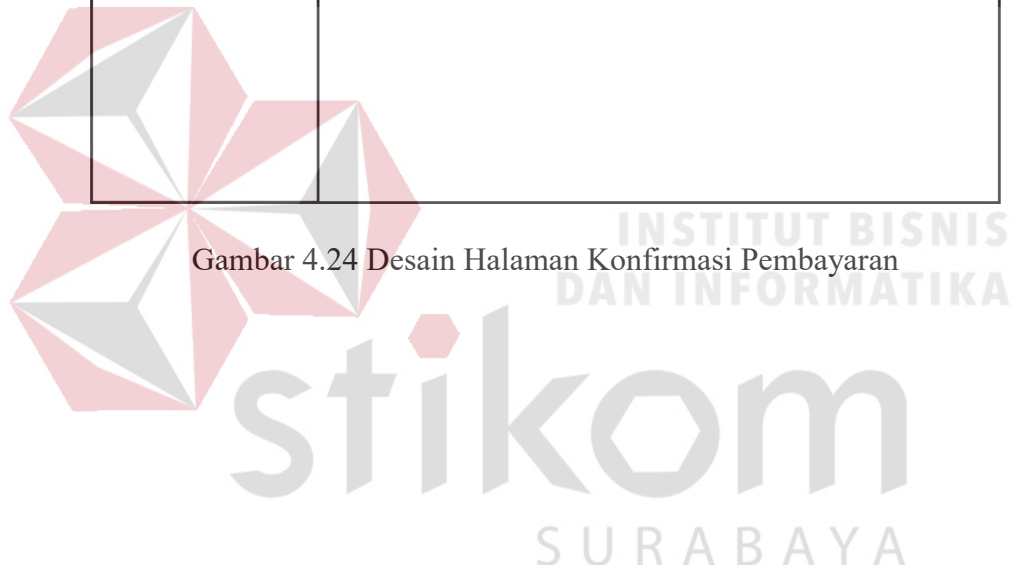 INSTITUT BISNIS
Gambar 4.24 Desain Halaman Konfirmasi Pembayaran
DAN INFORMATIKA
stikom
SURABAYA